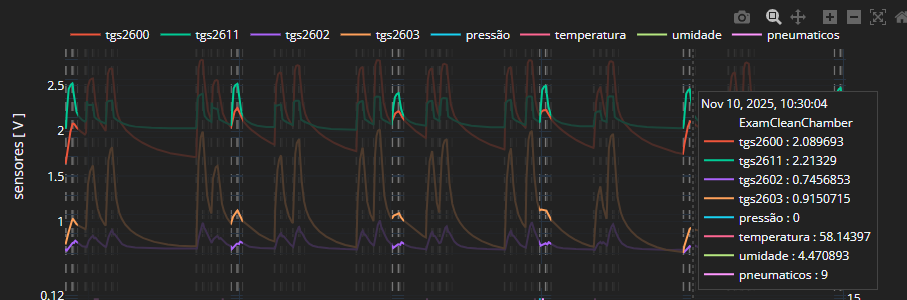 tgs2600 tgs2611 tgs2602 tgs2603 pressão temperatura umidade pneumaticos
sensores [ V ]
2.5
2
1.5
1
0.12
15
Nov 10, 2025, 10:30:04
ExamCleanChamber
tgs2600 : 2.089693
tgs2611 : 2.21329
tgs2602 : 0.7456853
tgs2603 : 0.9150715
pressão : 0
temperatura : 58.14397
umidade : 4.470893
pneumaticos : 9